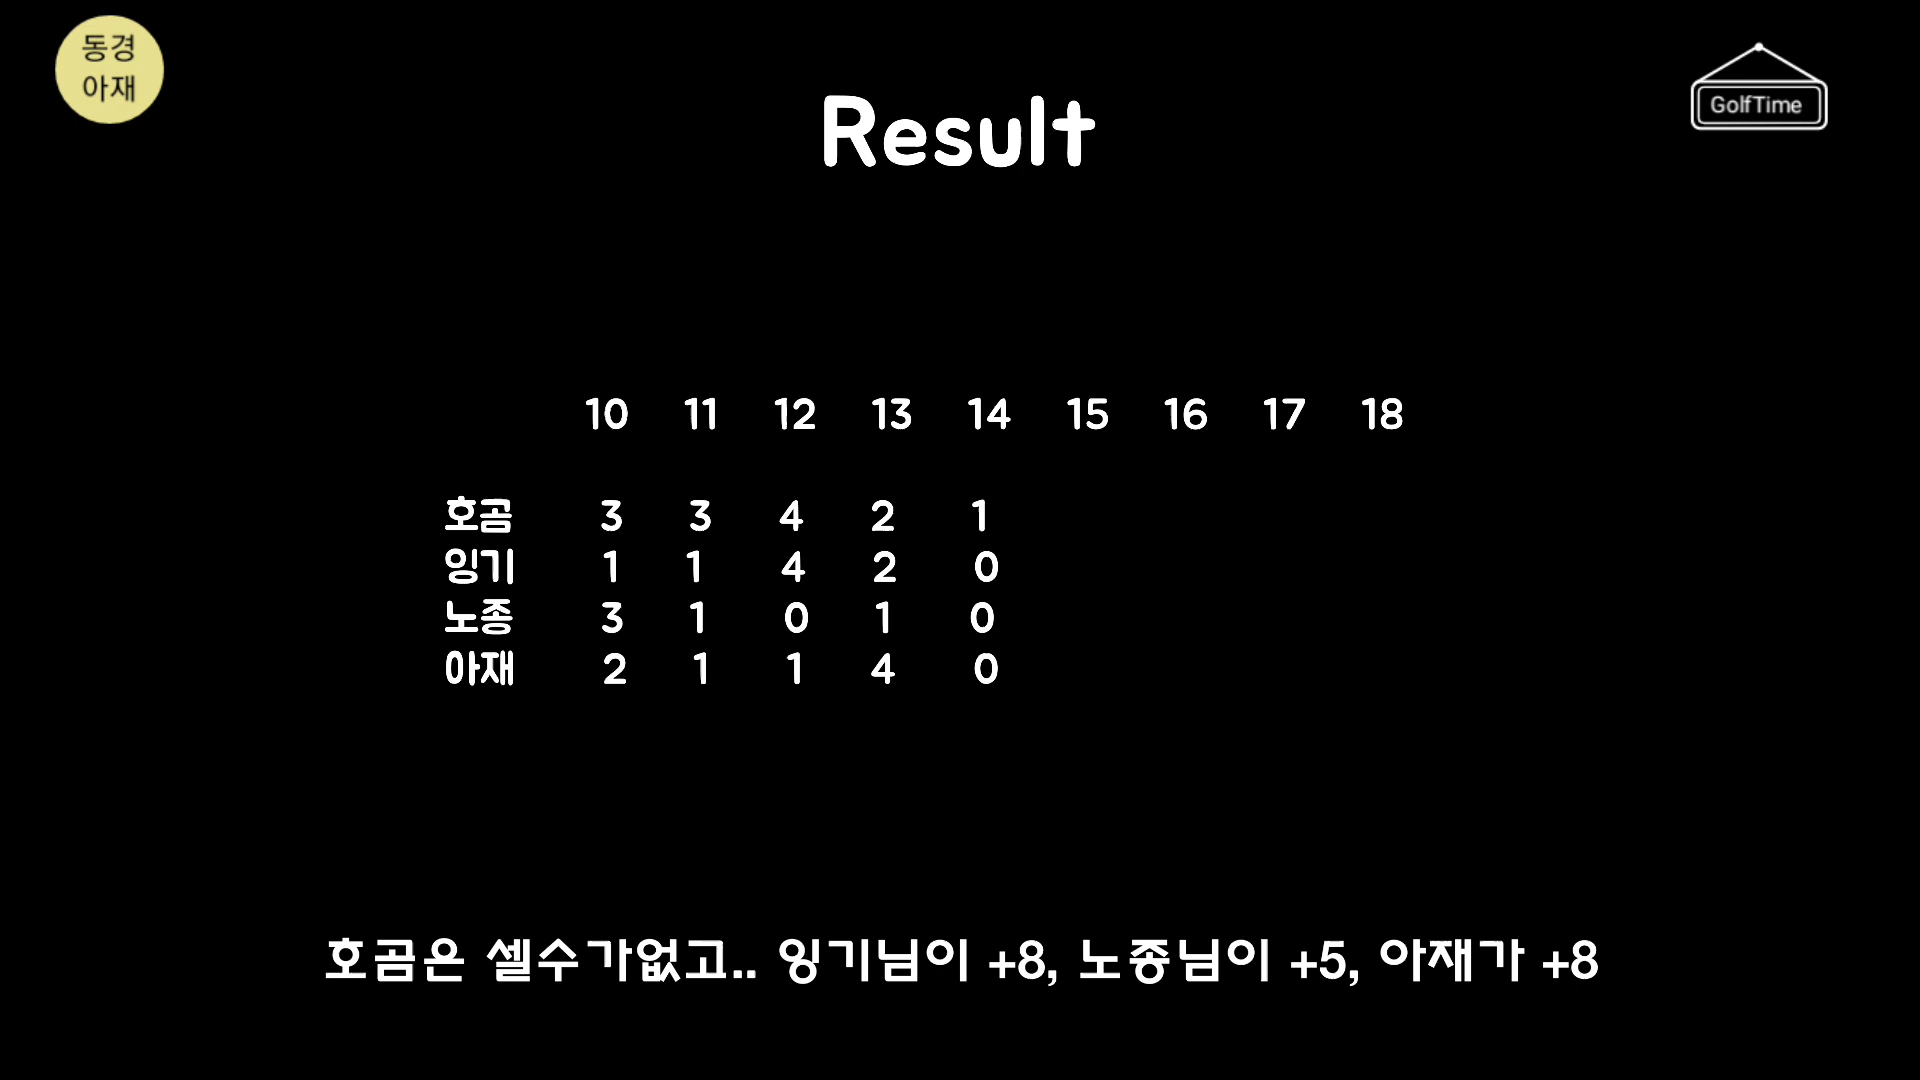 동경
아재
GolfTime
Result
10 11 12 13 14 15 16 17 18
호곰 3 3 4 2 1
잉기 1 1 4 2 0
노종 3 1 0 1 0
아재 2 1 1 4 0
호곰은 셀수가없고.. 잉기님이 +8, 노종님이 +5, 아재가 +8